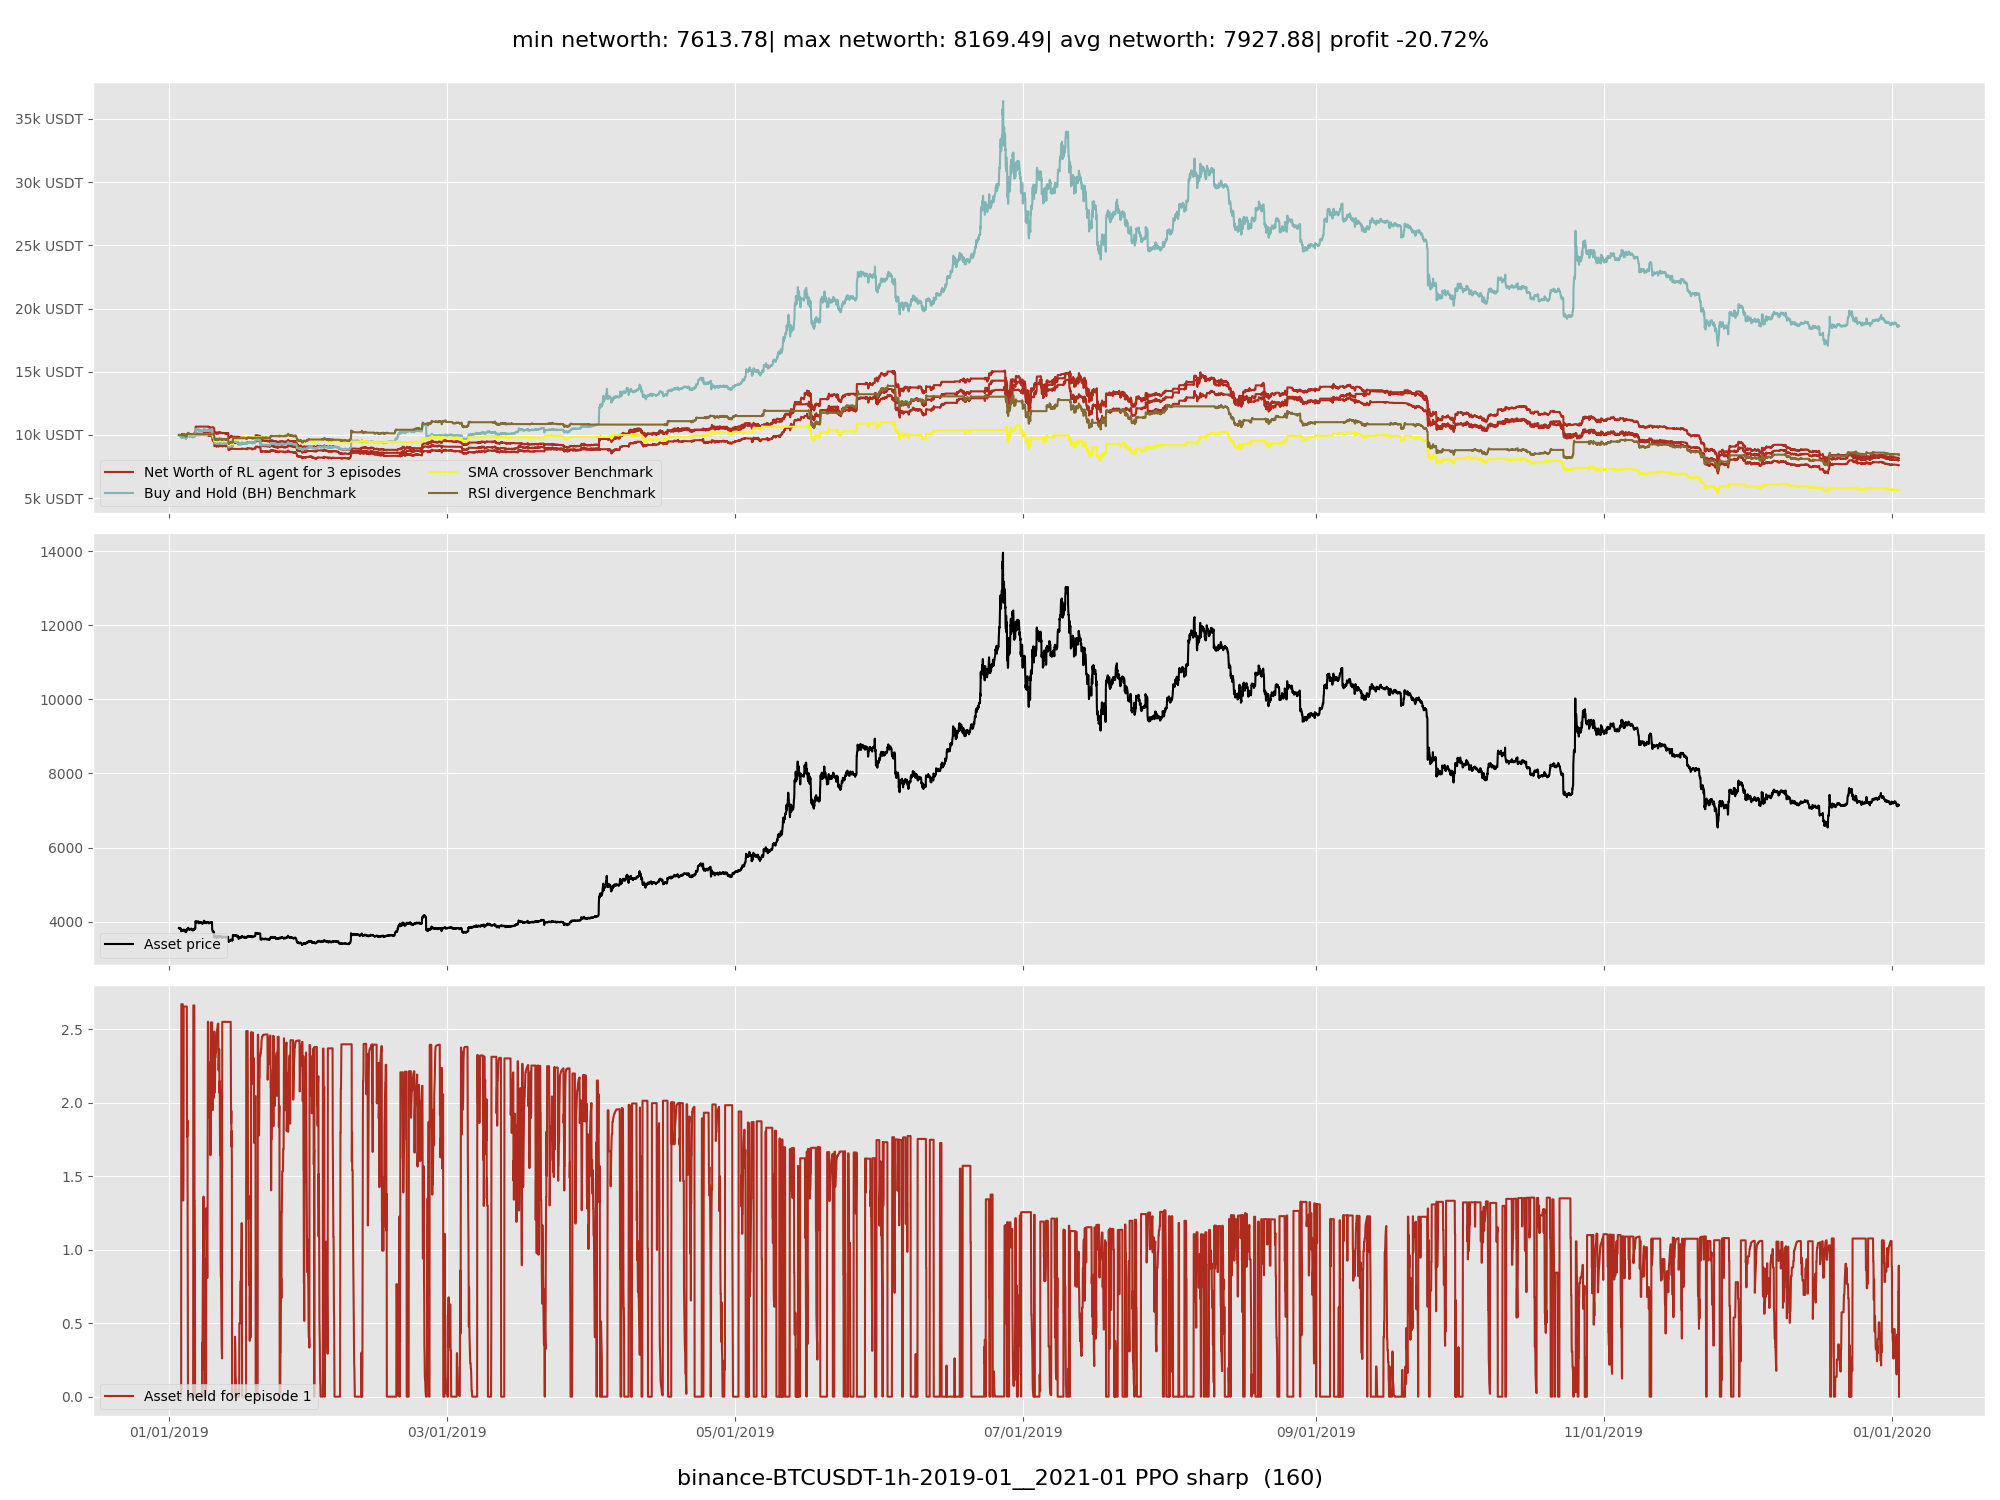 min networth: 7613.78| max networth: 8169.49| avg networth: 7927.88| profit -20.72%
35k USDT
30k USDT
25k USDT
20k USDT
15k USDT
10k USDT
5k USDT
Net Worth of RL agent for 3 episodes
Buy and Hold (BH) Benchmark
SMA crossover Benchmark
RSI divergence Benchmark
14000
12000
10000
8000
6000
4000
Asset price
2.5
2.0
1.5
1.0
0.5
0.0
Asset held for episode 1
01/01/2019
03/01/2019
05/01/2019
07/01/2019
09/01/2019
11/01/2019
01/01/2020
binance-BTCUSDT-1h-2019-01__2021-01 PPO sharp (160)